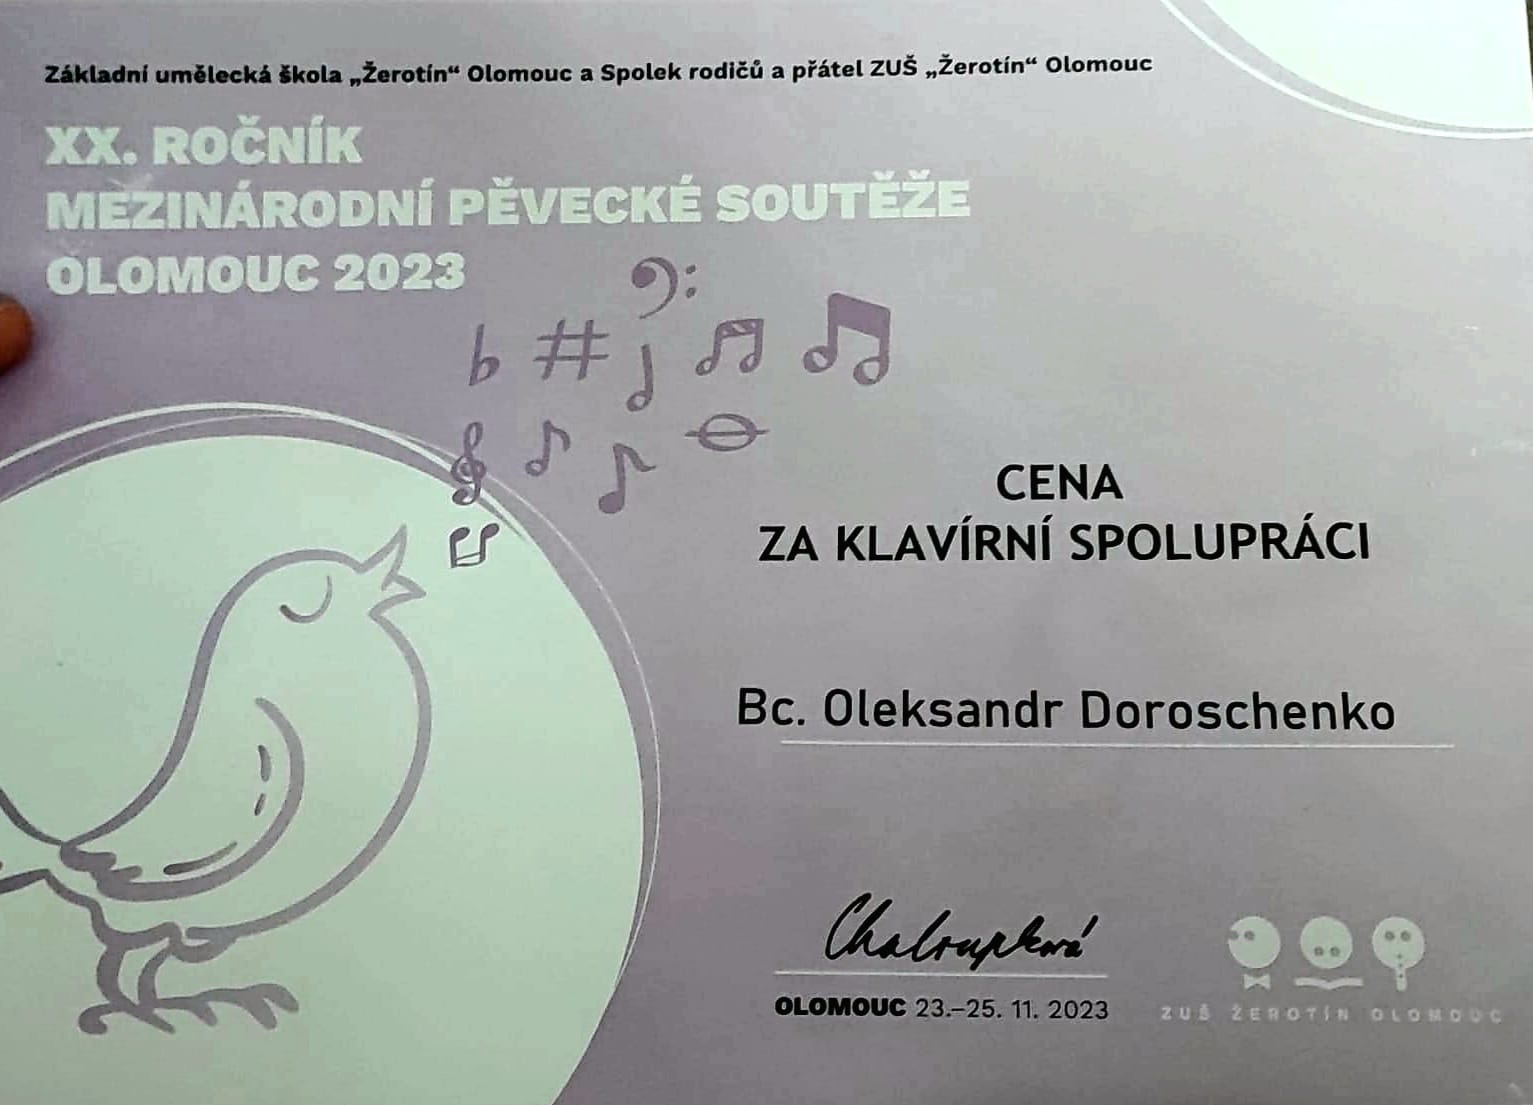 Základní umělecká škola „Žerotín“ Olomouc a Spolek rodičů a přátel ZUŠ „Žerotín“ Olomouc
XX. ROČNÍK
MEZINÁRODNÍ PĚVECKÉ SOUTĚŽE
OLOMOUC 2023
CENA
ZA KLAVÍRNÍ SPOLUPRÁCI
Bc. Oleksandr Doroschenko
Chaloupková
OLOMOUC 23.–25. 11. 2023
ZUŠ ŽEROTÍN OLOMOUC